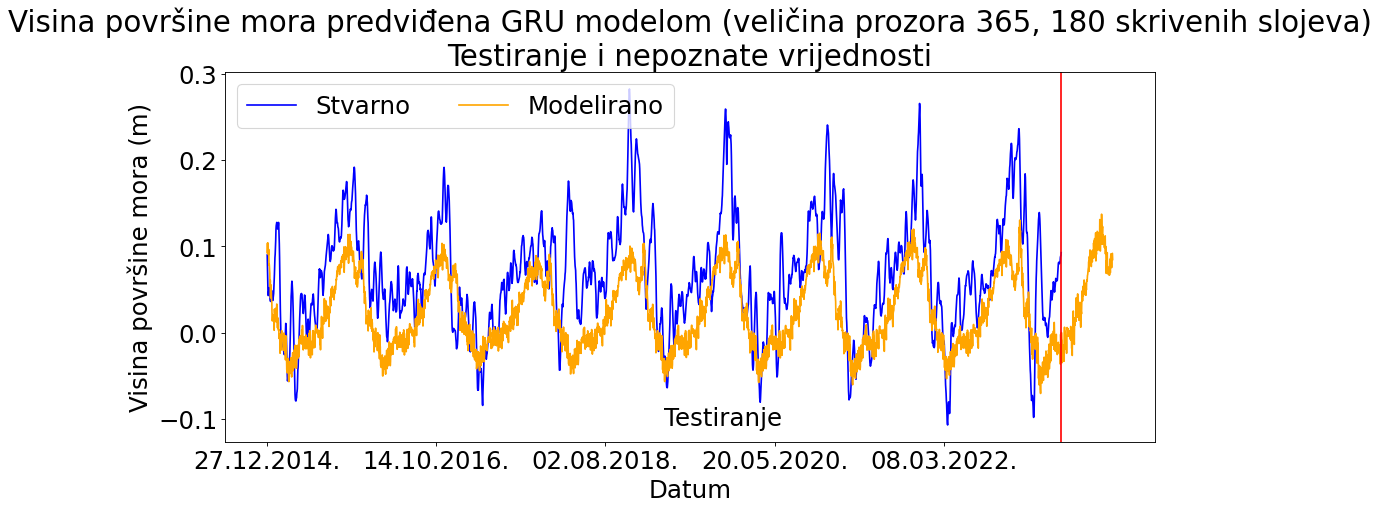 Visina površine mora predviđena GRU modelom (veličina prozora 365, 180 skrivenih slojeva)
Testiranje i nepoznate vrijednosti
Stvarno
Modelirano
0.3
0.2
0.1
0.0
−0.1
Visina površine mora (m)
Testiranje
27.12.2014.
14.10.2016.
02.08.2018.
20.05.2020.
08.03.2022.
Datum